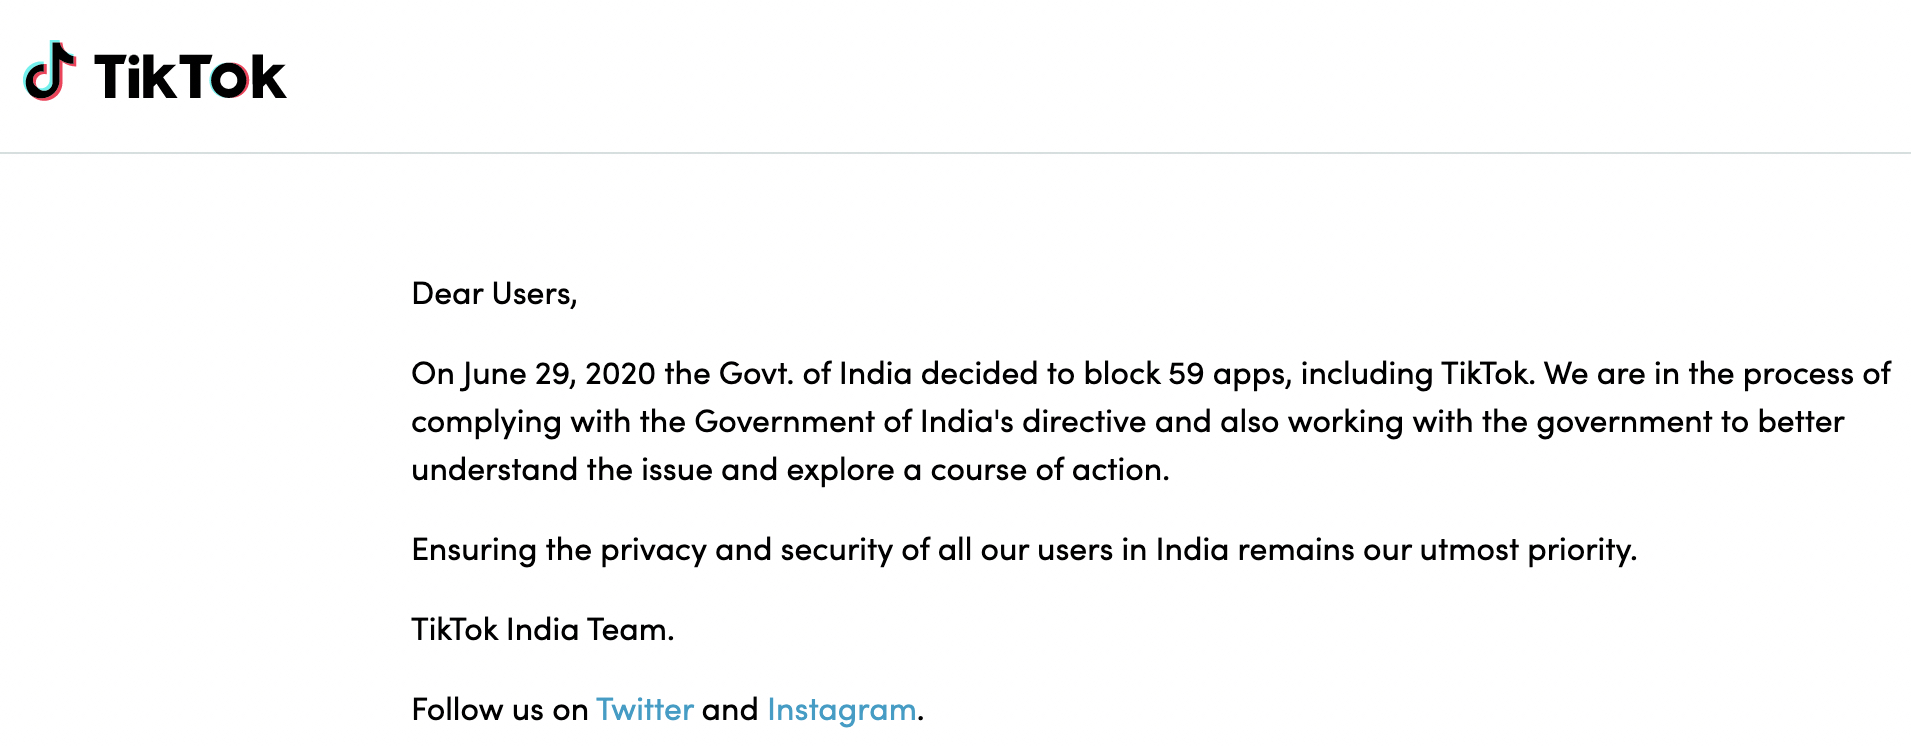 TikTok
Dear Users,
On June 29, 2020 the Govt. of India decided to block 59 apps, including TikTok. We are in the process of
complying with the Government of India's directive and also working with the government to better
understand the issue and explore a course of action.
Ensuring the privacy and security of all our users in India remains our utmost priority.
TikTok India Team.
Follow us on Twitter and Instagram.